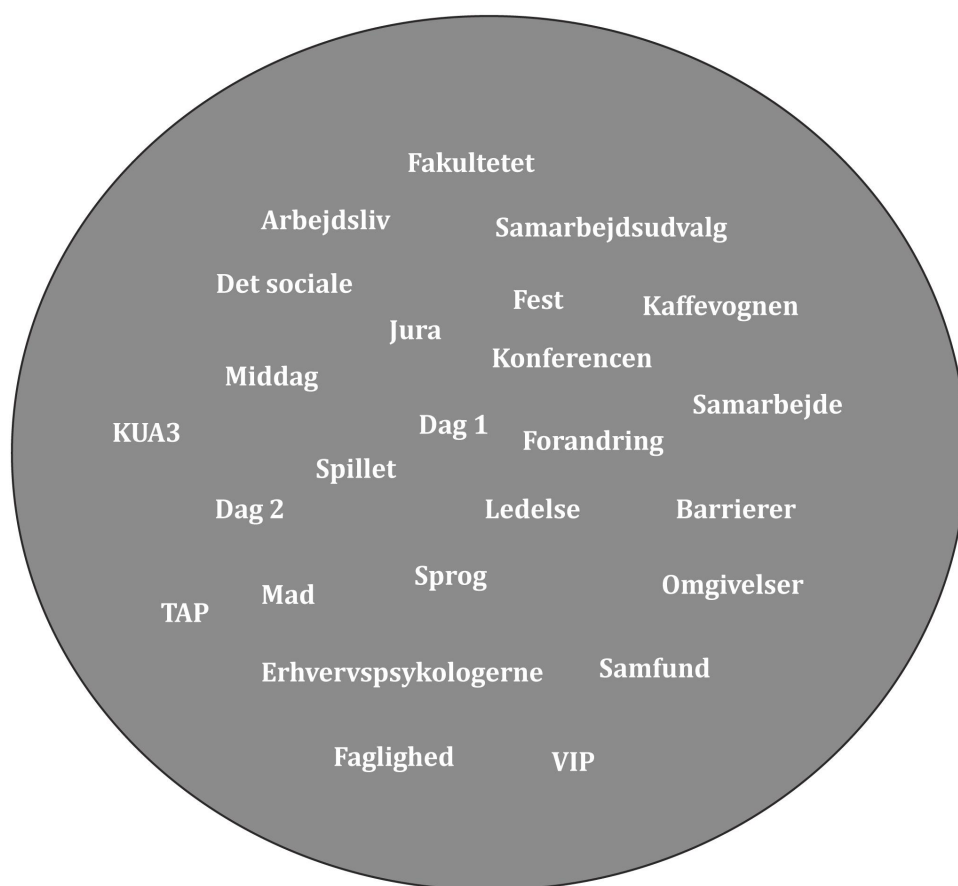 Fakultetet
Arbejdsliv
Samarbejdsudvalg
Det sociale
Fest
Kaffevognen
Jura
Konferencen
Middag
Samarbejde
Dag 1
KUA3
Forandring
Spillet
Dag 2
Ledelse
Barrierer
Sprog
Omgivelser
Mad
TAP
Erhvervspsykologerne
Samfund
Faglighed
VIP